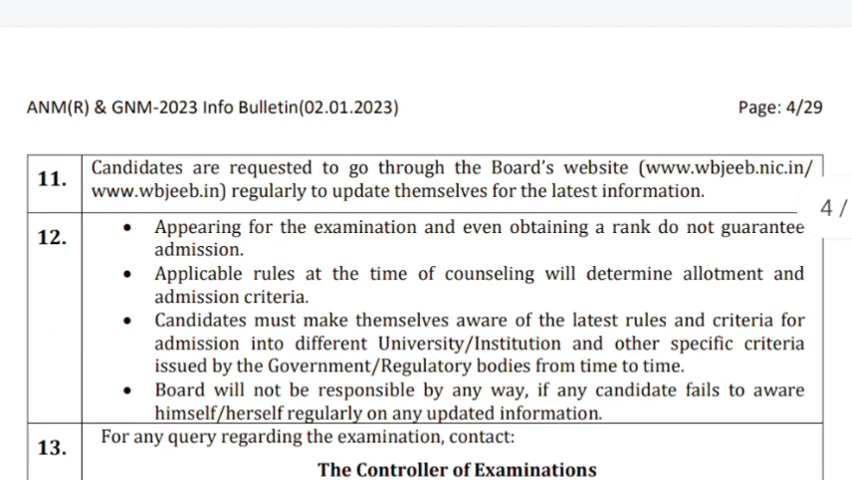 ANM(R) & GNM-2023 Info Bulletin(02.01.2023) Page: 4/29
11. Candidates are requested to go through the Board's website (www.wbjeeb.nic.in/
www.wbjeeb.in) regularly to update themselves for the latest information.
4 /
12. • Appearing for the examination and even obtaining a rank do not guarantee
admission.
• Applicable rules at the time of counseling will determine allotment and
admission criteria.
• Candidates must make themselves aware of the latest rules and criteria for
admission into different University/Institution and other specific criteria
issued by the Government/Regulatory bodies from time to time.
• Board will not be responsible by any way, if any candidate fails to aware
himself/herself regularly on any updated information.
13. For any query regarding the examination, contact:
The Controller of Examinations